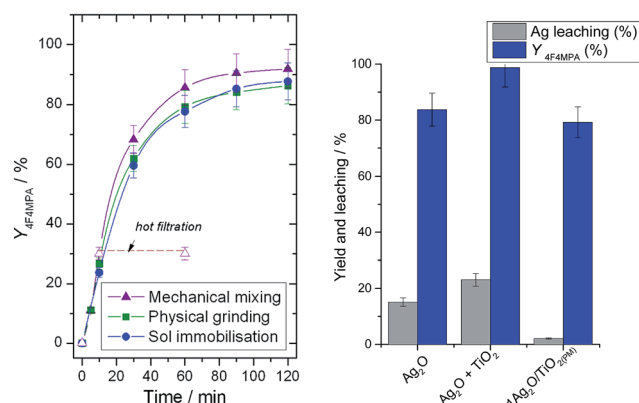 100
80
60
40
20
0
Y4F4MPA / %
hot filtration
Mechanical mixing
Physical grinding
Sol immobilisation
0 20 40 60 80 100 120
Time / min
Ag leaching (%)
Y 4F4MPA (%)
100
80
60
40
20
0
Yield and leaching / %
Ag2O
Ag2O + TiO2
1Ag2O/TiO2(PM)